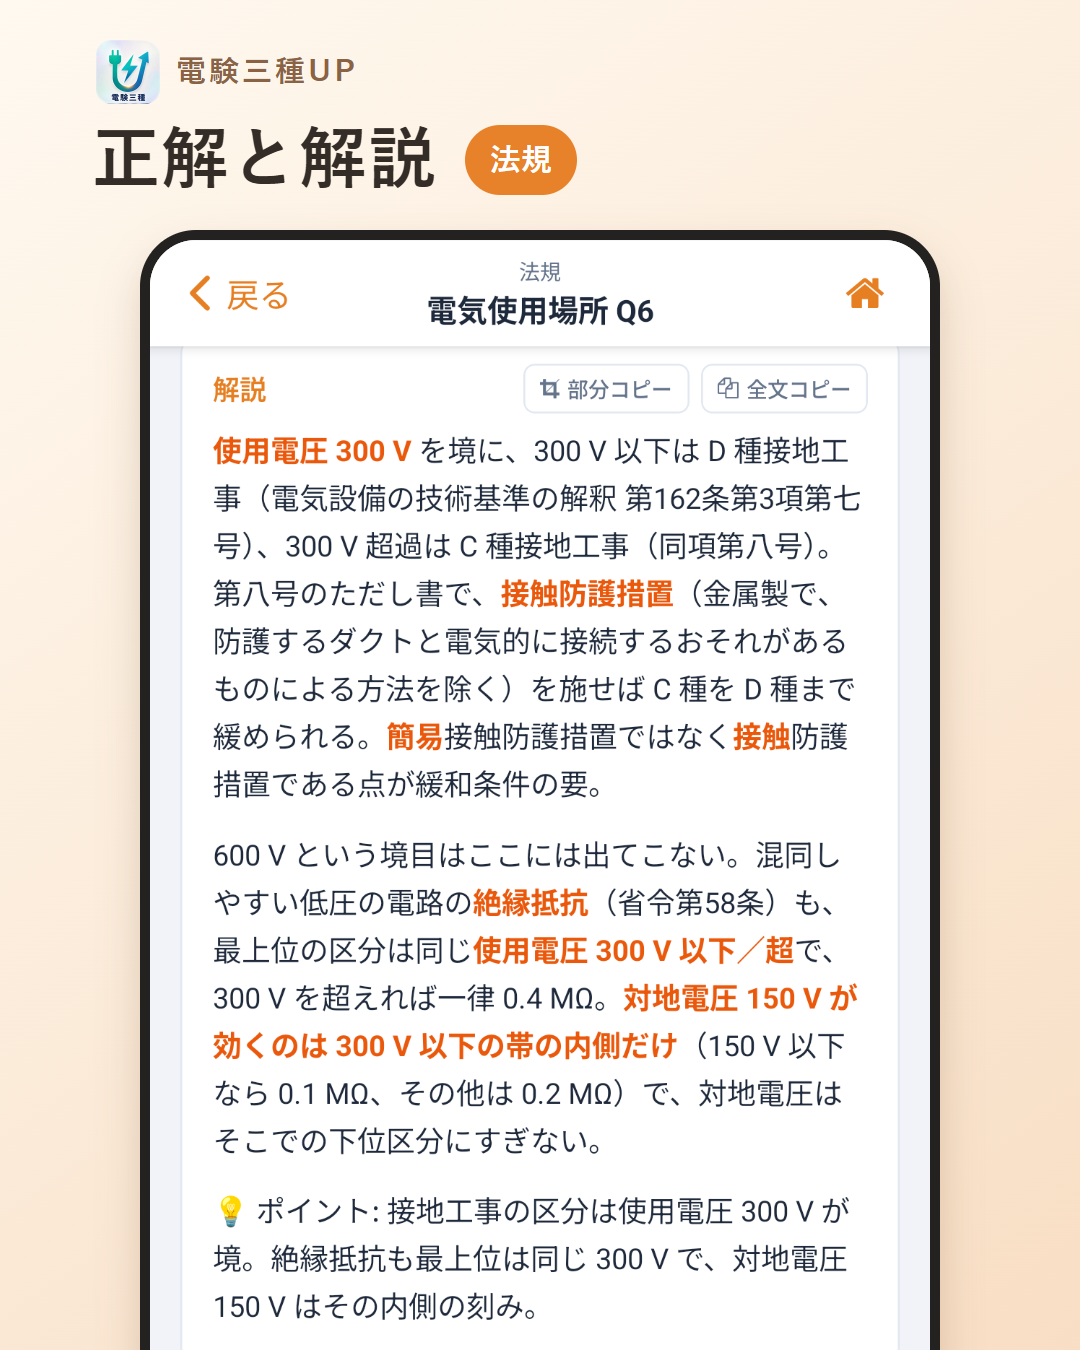 電験三種
電験三種UP
正解と解説
法規
戻る
法規
電気使用場所 Q6
解説
部分コピー
全文コピー
使用電圧 300 V を境に、300 V 以下は D 種接地工
事（電気設備の技術基準の解釈 第162条第3項第七
号）、300 V 超過は C 種接地工事（同項第八号）。
第八号のただし書で、接触防護措置（金属製で、
防護するダクトと電気的に接続するおそれがある
ものによる方法を除く）を施せば C 種を D 種まで
緩められる。簡易接触防護措置ではなく接触防護
措置である点が緩和条件の要。
600 V という境目はここには出てこない。混同し
やすい低圧の電路の絶縁抵抗（省令第58条）も、
最上位の区分は同じ使用電圧 300 V 以下／超で、
300 V を超えれば一律 0.4 MΩ。対地電圧 150 V が
効くのは 300 V 以下の帯の内側だけ（150 V 以下
なら 0.1 MΩ、その他は 0.2 MΩ）で、対地電圧は
そこでの下位区分にすぎない。
💡 ポイント: 接地工事の区分は使用電圧 300 V が
境。絶縁抵抗も最上位は同じ 300 V で、対地電圧
150 V はその内側の刻み。